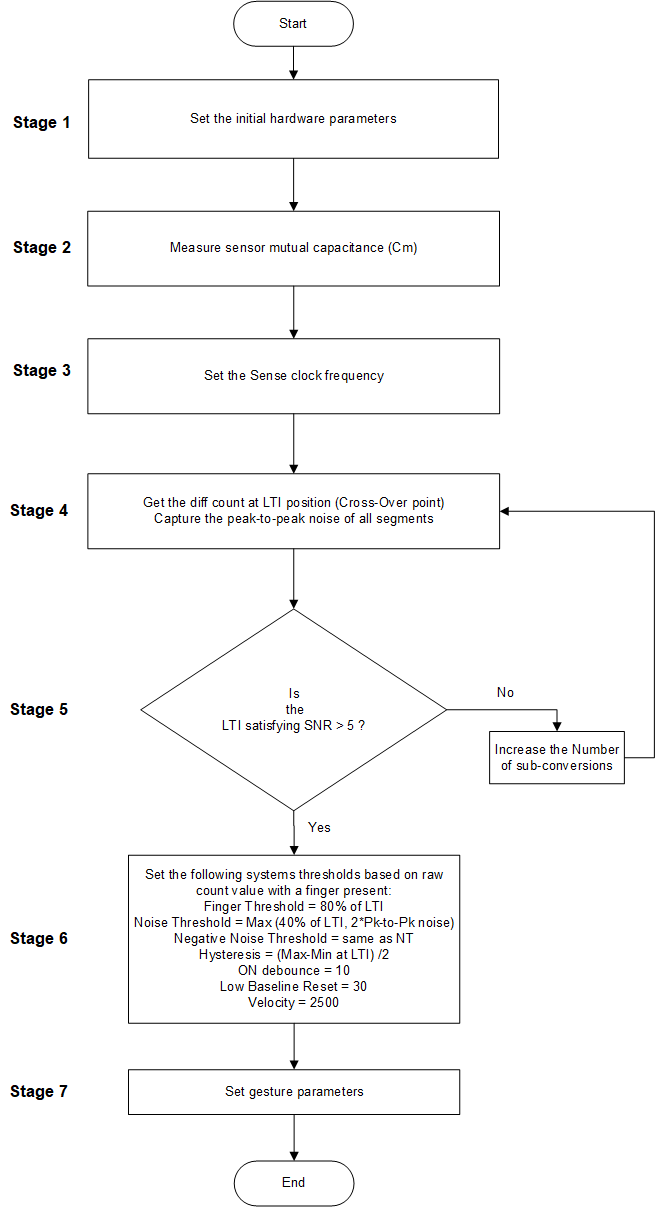 Start
Stage 1
Set the initial hardware parameters
Stage 2
Measure sensor mutual capacitance (Cm)
Stage 3
Set the Sense clock frequency
Stage 4
Get the diff count at LTI position (Cross-Over point)
Capture the peak-to-peak noise of all segments
Stage 5
Is
the
LTI satisfying SNR > 5 ?
No
Increase the Number
of sub-conversions
Yes
Stage 6
Set the following systems thresholds based on raw
count value with a finger present:
Finger Threshold = 80% of LTI
Noise Threshold = Max (40% of LTI, 2*Pk-to-Pk noise)
Negative Noise Threshold = same as NT
Hysteresis = (Max-Min at LTI) /2
ON debounce = 10
Low Baseline Reset = 30
Velocity = 2500
Stage 7
Set gesture parameters
End